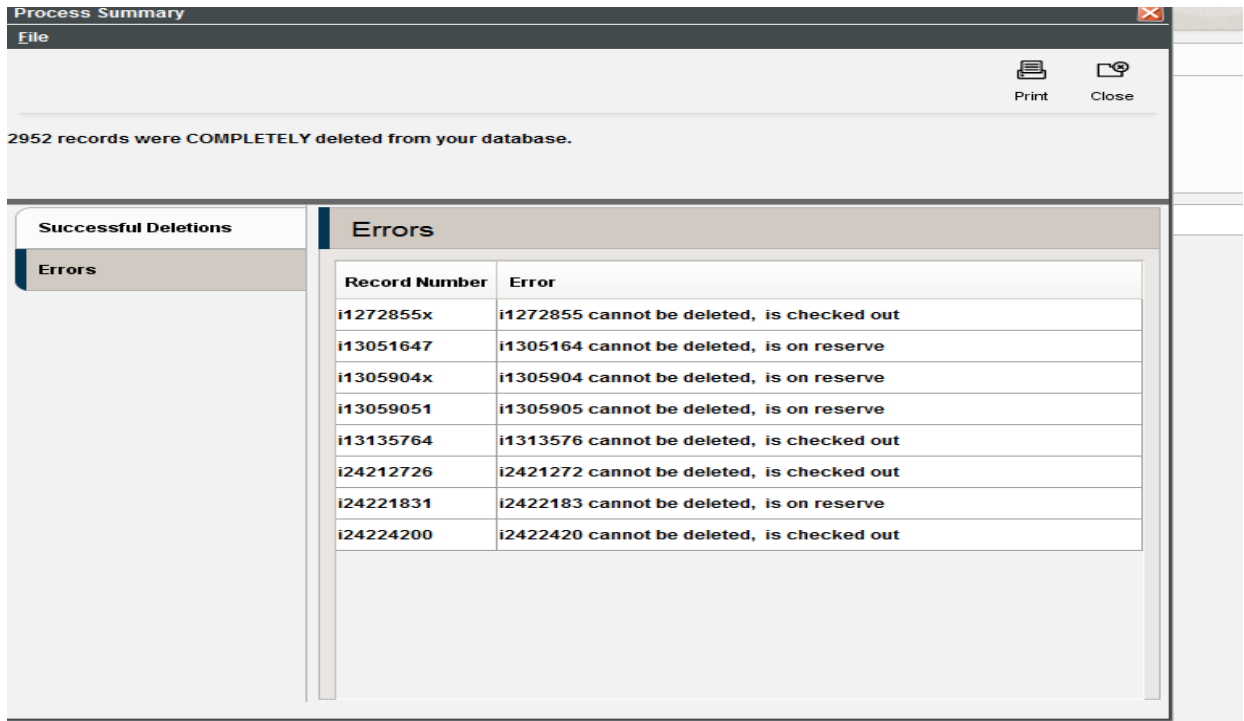 Process Summary
File
Print Close
2952 records were COMPLETELY deleted from your database.
Successful Deletions
Errors
Errors
Record Number Error
i1272855x i1272855 cannot be deleted, is checked out
i13051647 i1305164 cannot be deleted, is on reserve
i1305904x i1305904 cannot be deleted, is on reserve
i13059051 i1305905 cannot be deleted, is on reserve
i13135764 i1313576 cannot be deleted, is checked out
i24212726 i2421272 cannot be deleted, is checked out
i24221831 i2422183 cannot be deleted, is on reserve
i24224200 i2422420 cannot be deleted, is checked out